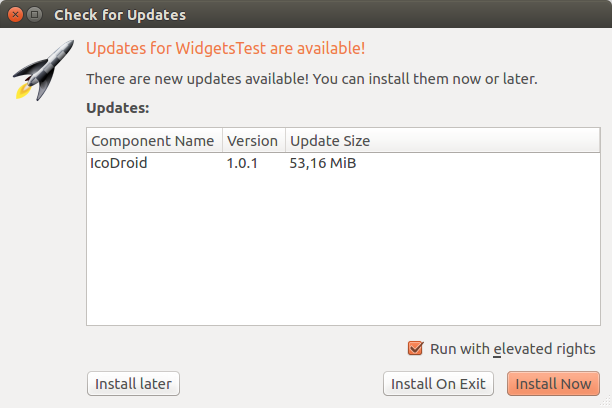 Check for Updates
Updates for WidgetsTest are available!
There are new updates available! You can install them now or later.
Updates:
Component Name Version Update Size
IcoDroid 1.0.1 53,16 MiB
Run with elevated rights
Install later Install On Exit Install Now